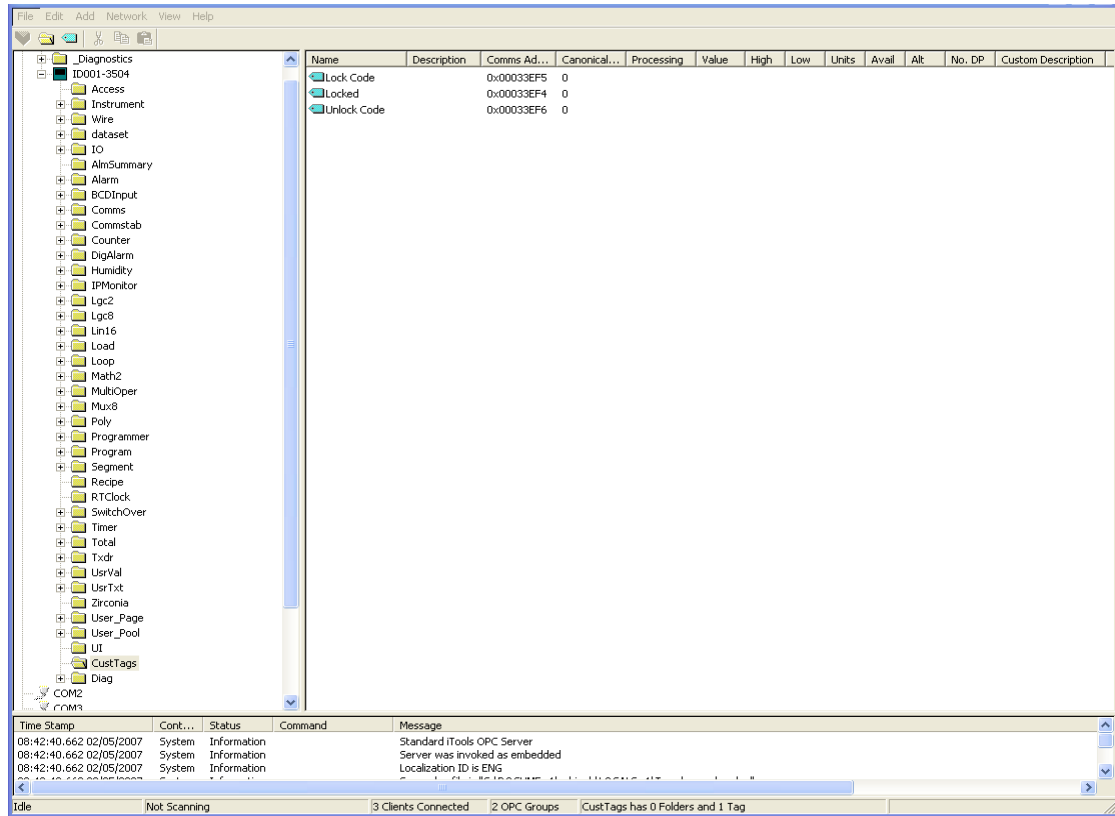 File Edit Add Network View Help
_Diagnostics
ID001-3504
Access
Instrument
Wire
dataset
IO
AlmSummary
Alarm
BCDInput
Comms
Commstab
Counter
DigAlarm
Humidity
IPMonitor
Lgc2
Lgc8
Lin16
Load
Loop
Math2
MultiOper
Mux8
Poly
Programmer
Program
Segment
Recipe
RTClock
SwitchOver
Timer
Total
Txdr
UsrVal
UsrTxt
Zirconia
User_Page
User_Pool
UI
CustTags
Diag
COM2
COM3
Name Description Comms Ad... Canonical... Processing Value High Low Units Avail Alt No. DP Custom Description
Lock Code 0x00033EF5 0
Locked 0x00033EF4 0
Unlock Code 0x00033EF6 0
Time Stamp Cont... Status Command Message
08:42:40.662 02/05/2007 System Information Standard iTools OPC Server
08:42:40.662 02/05/2007 System Information Server was invoked as embedded
08:42:40.662 02/05/2007 System Information Localization ID is ENG
Idle Not Scanning 3 Clients Connected 2 OPC Groups CustTags has 0 Folders and 1 Tag